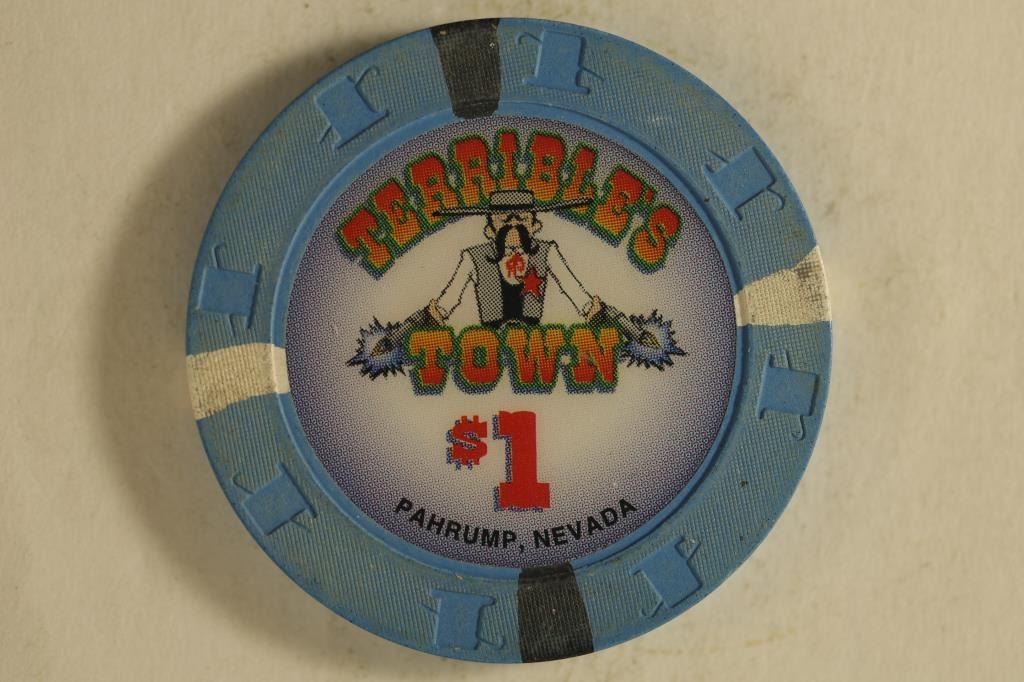 TERRIBLE'S
TOWN
$1
PAHRUMP, NEVADA